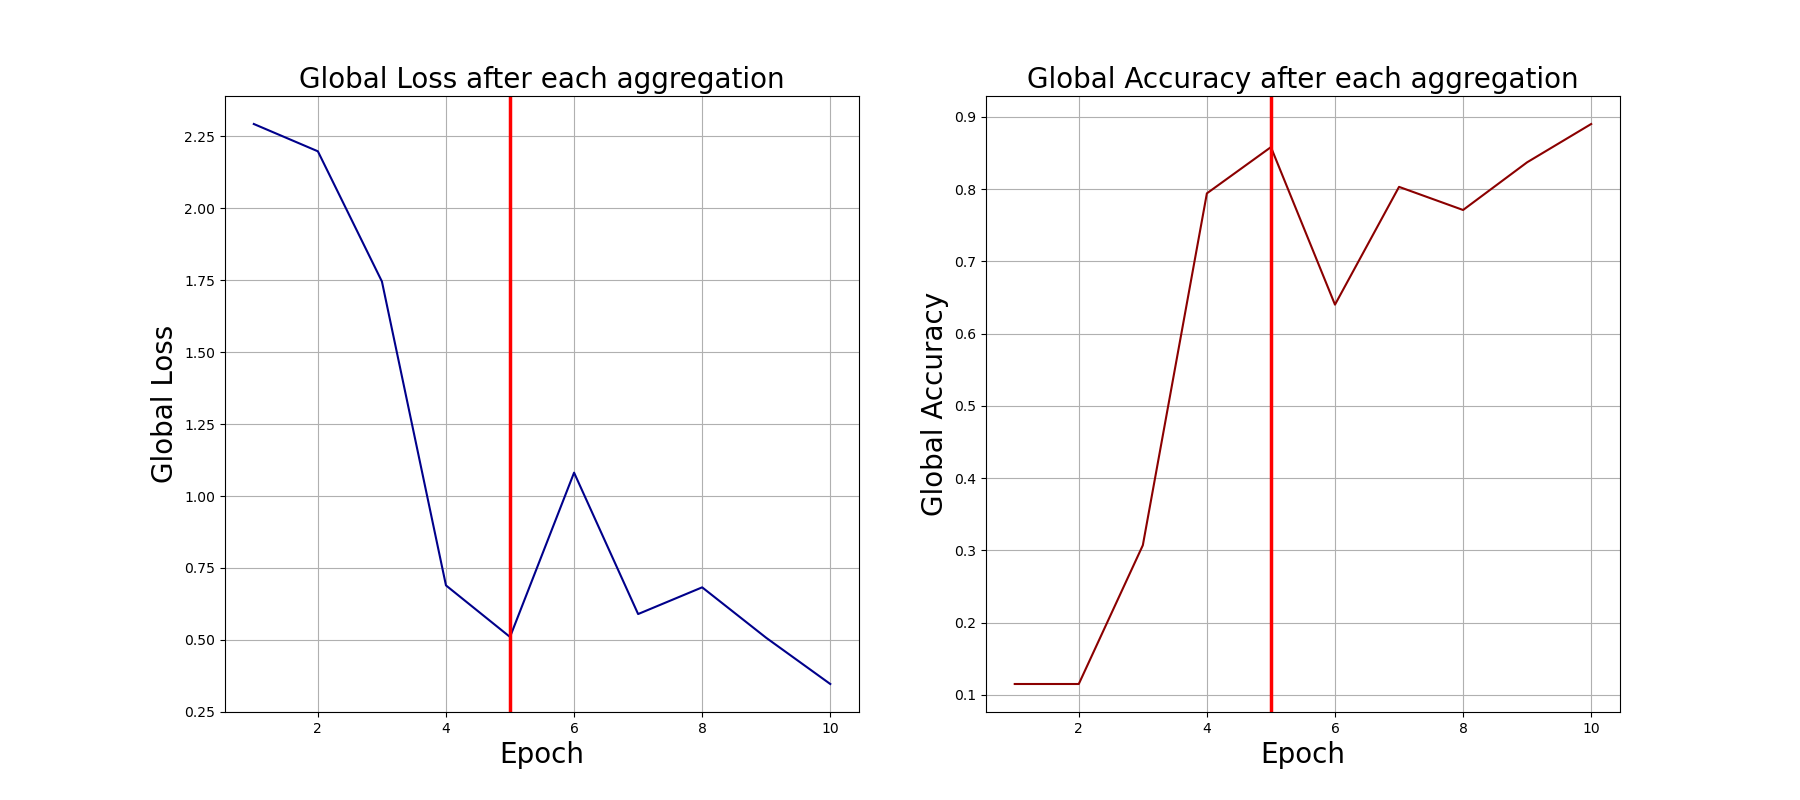 Global Loss after each aggregation
2.25
2.00
1.75
1.50
1.25
1.00
0.75
0.50
0.25
Global Loss
2 4 6 8 10
Epoch
Global Accuracy after each aggregation
0.9
0.8
0.7
0.6
0.5
0.4
0.3
0.2
0.1
Global Accuracy
2 4 6 8 10
Epoch